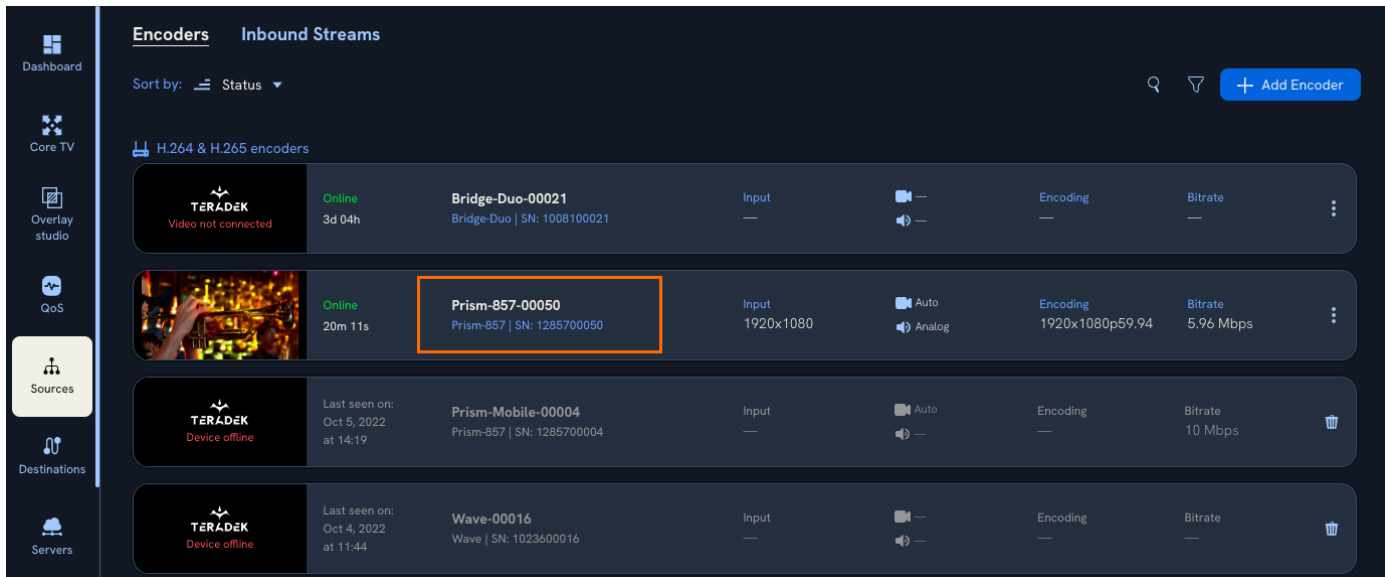 Encoders
Inbound Streams
Dashboard
Sort by:
Status
Add Encoder
Core TV
H.264 & H.265 encoders
TERADEK
Video not connected
Online
3d 04h
Bridge-Duo-00021
Bridge-Duo | SN: 1008100021
Input
—
—
—
Encoding
—
Bitrate
—
Overlay
studio
QoS
Online
20m 11s
Prism-857-00050
Prism-857 | SN: 1285700050
Input
1920x1080
Auto
Analog
Encoding
1920x1080p59.94
Bitrate
5.96 Mbps
Sources
TERADEK
Device offline
Last seen on:
Oct 5, 2022
at 14:19
Prism-Mobile-00004
Prism-857 | SN: 1285700004
Input
—
Auto
—
Encoding
—
Bitrate
10 Mbps
Destinations
TERADEK
Device offline
Last seen on:
Oct 4, 2022
at 11:44
Wave-00016
Wave | SN: 1023600016
Input
—
—
—
Encoding
—
Bitrate
—
Servers